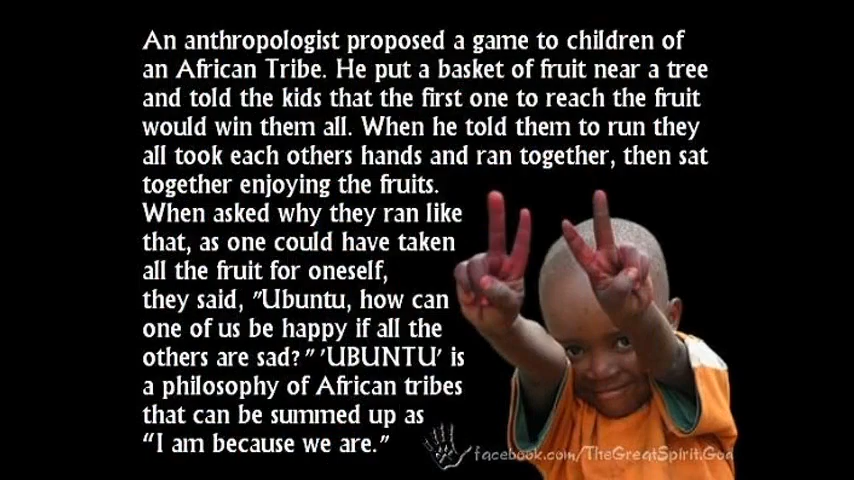 An anthropologist proposed a game to children of
an African Tribe. He put a basket of fruit near a tree
and told the kids that the first one to reach the fruit
would win them all. When he told them to run they
all took each others hands and ran together, then sat
together enjoying the fruits.
When asked why they ran like
that, as one could have taken
all the fruit for oneself,
they said, "Ubuntu, how can
one of us be happy if all the
others are sad?" 'UBUNTU' is
a philosophy of African tribes
that can be summed up as
“I am because we are.”
facebook.com/TheGreatSpirit.Goa